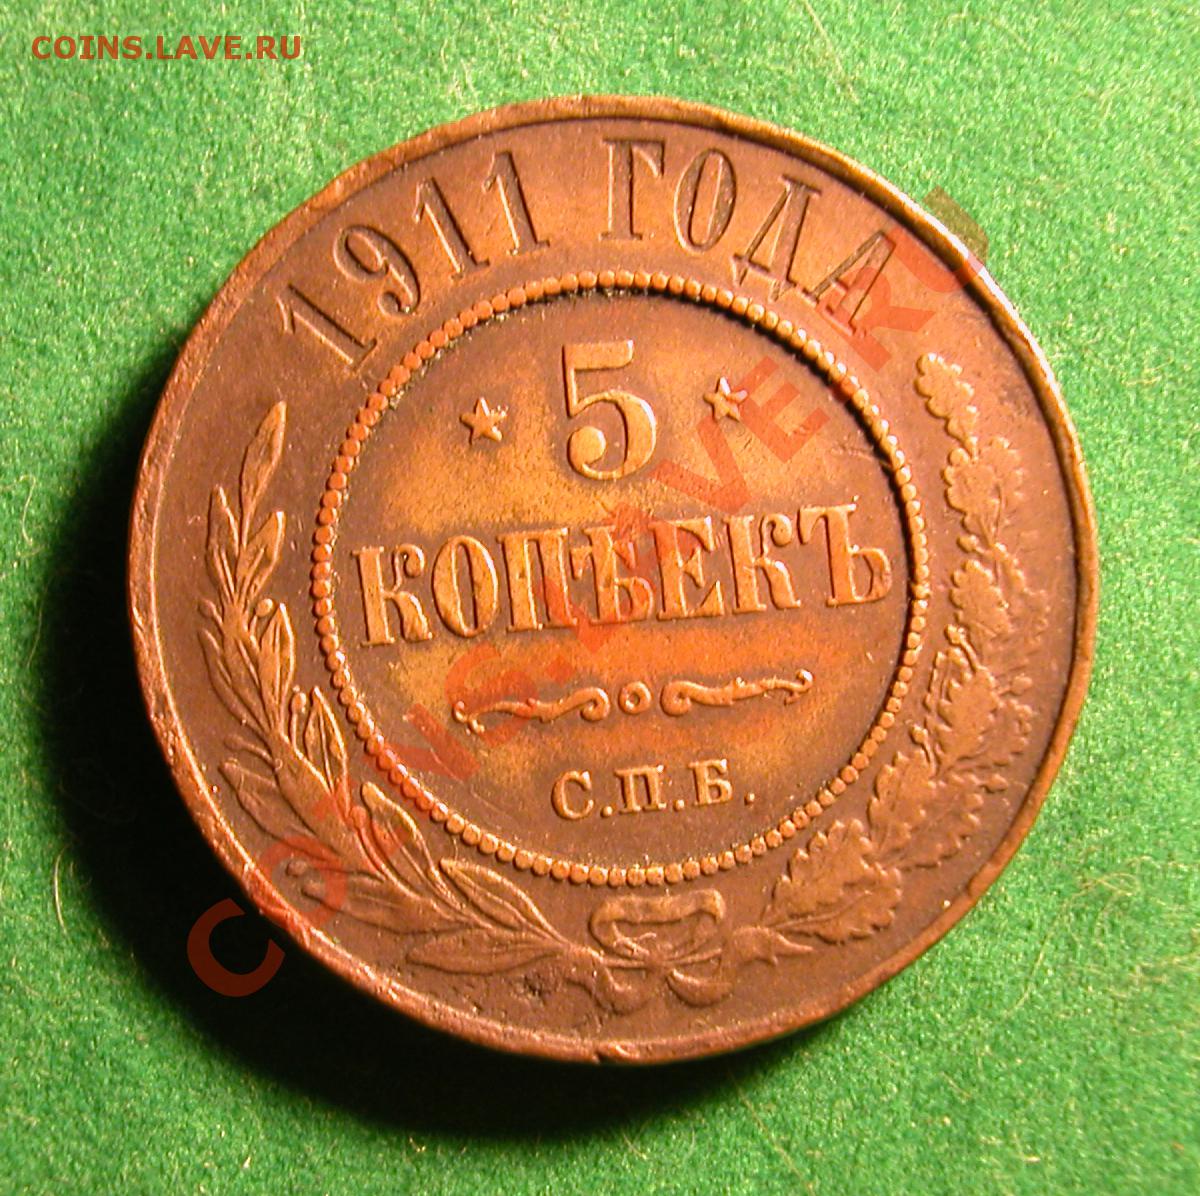 COINS.LAVE.RU
1911 ГОДА
5
КОПѢЕКЪ
С.П.Б.
COINS.LAVE.RU